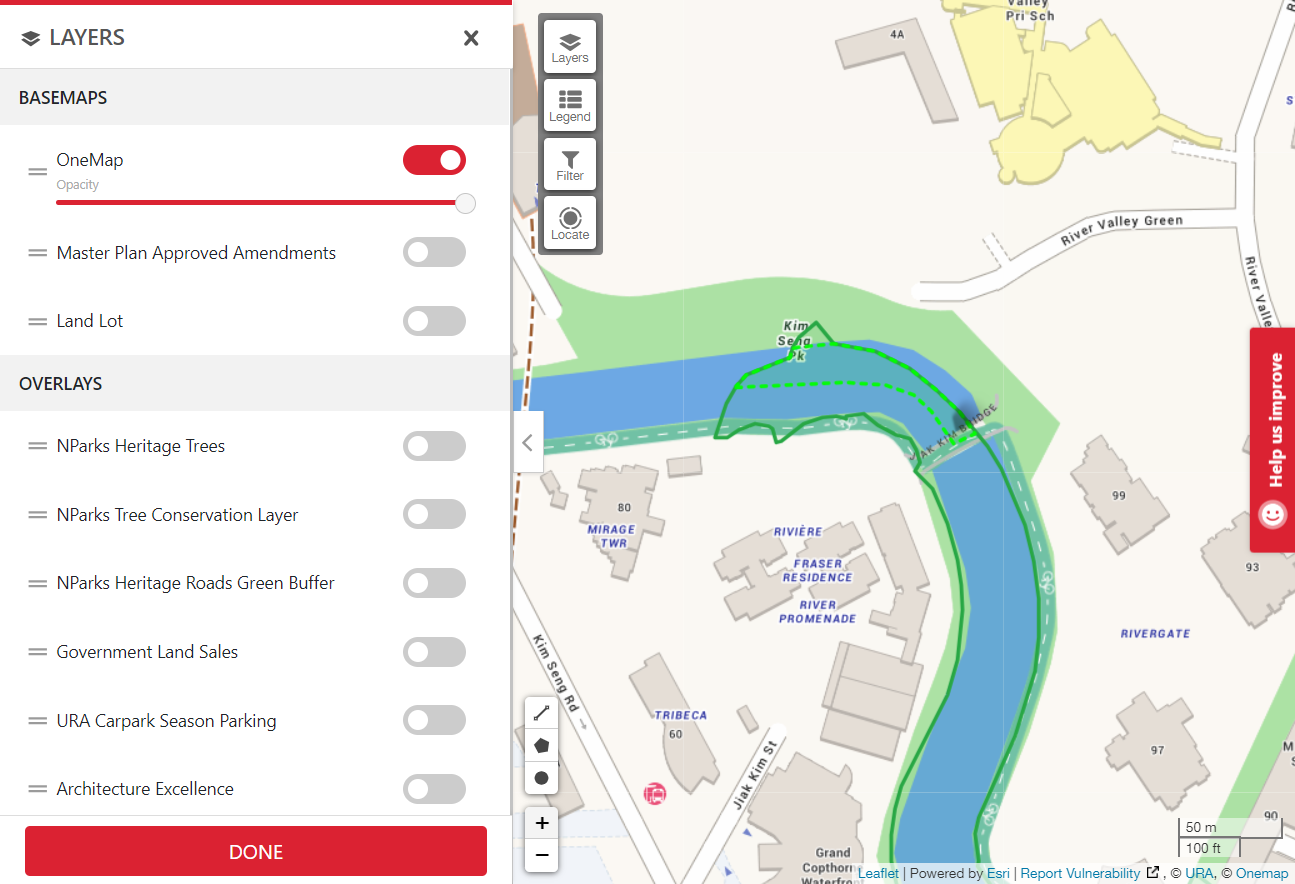 LAYERS
BASEMAPS
OneMap
Opacity
Master Plan Approved Amendments
Land Lot
OVERLAYS
NParks Heritage Trees
NParks Tree Conservation Layer
NParks Heritage Roads Green Buffer
Government Land Sales
URA Carpark Season Parking
Architecture Excellence
DONE
Layers
Legend
Filter
Locate
Valley
Pri Sch
4A
River Valley Green
River Valle
Kim
Seng
Pk
JIAK KIM BRIDGE
Help us improve
80
MIRAGE
TWR
RIVIÈRE
FRASER
RESIDENCE
RIVER
PROMENADE
99
93
RIVERGATE
Kim Seng Rd
TRIBECA
60
Jiak Kim St
97
90
Grand
Copthorne
Waterfront
+
−
50 m
100 ft
Leaflet | Powered by Esri | Report Vulnerability , © URA, © Onemap